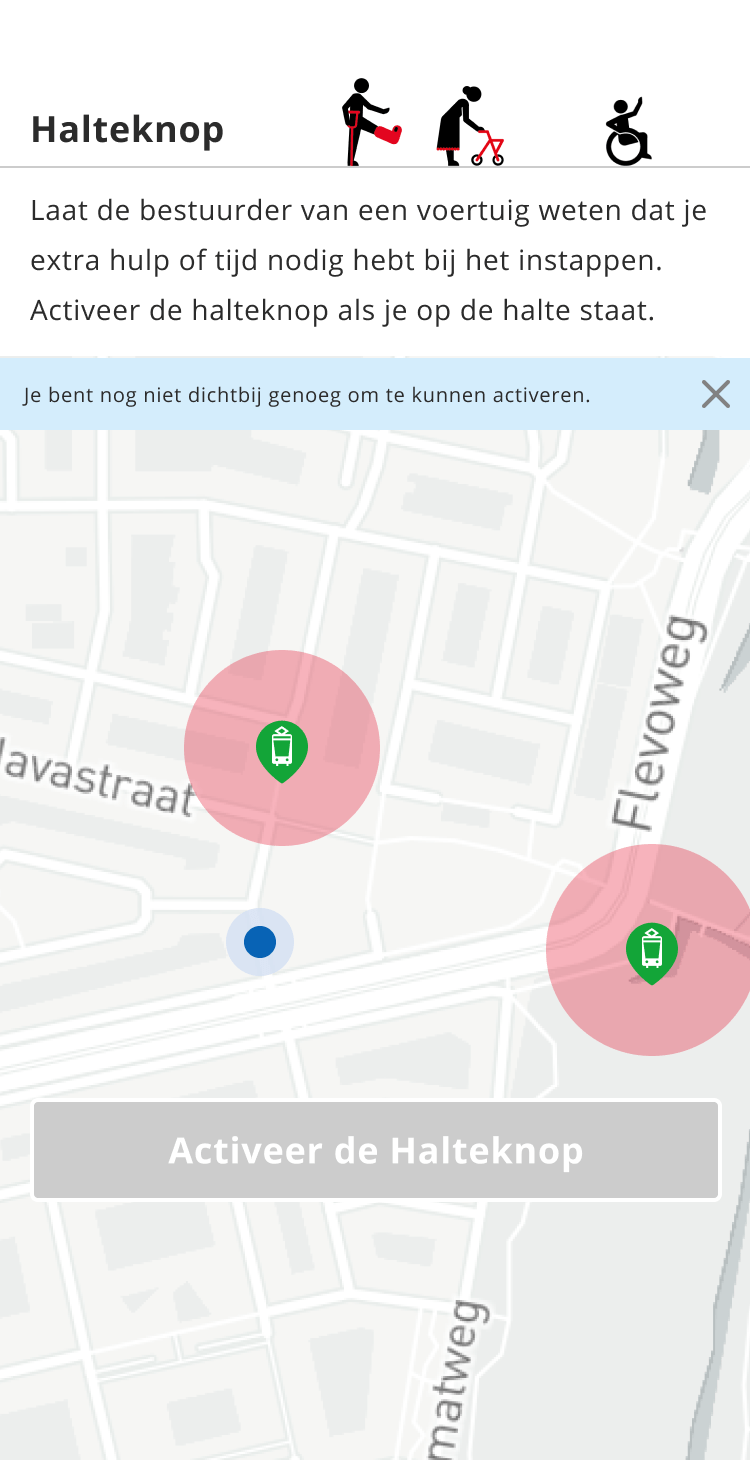 Halteknop
Laat de bestuurder van een voertuig weten dat je
extra hulp of tijd nodig hebt bij het instappen.
Activeer de halteknop als je op de halte staat.
Je bent nog niet dichtbij genoeg om te kunnen activeren.
Flevoweg
Javastraat
Activeer de Halteknop
matweg